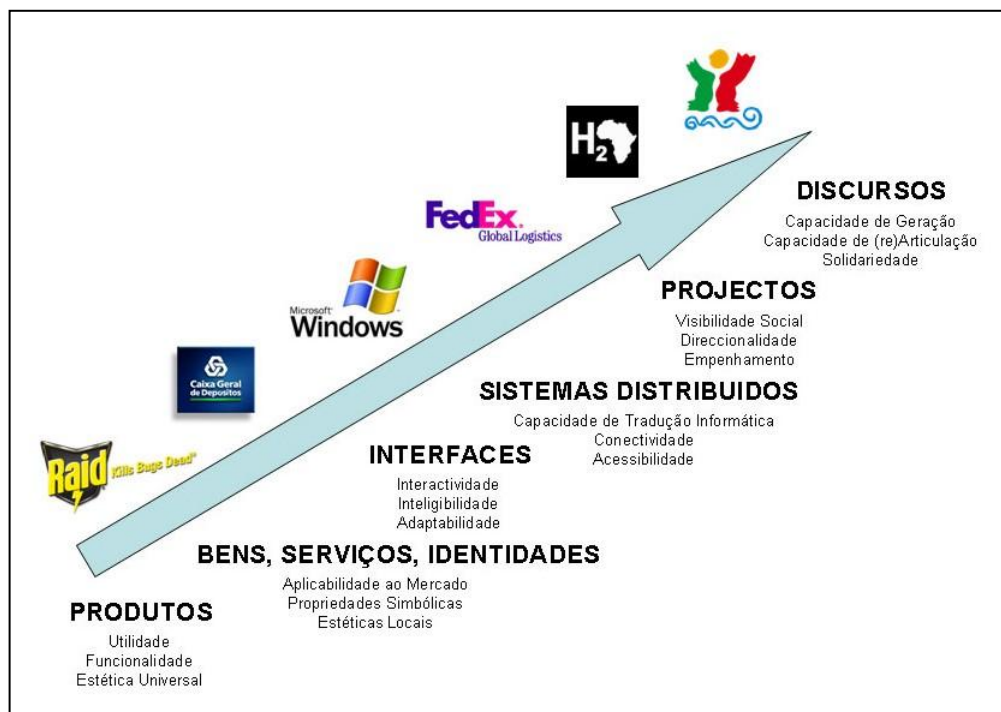 H2
DISCURSOS
Capacidade de Geração
Capacidade de (re)Articulação
Solidariedade
FedEx.
Global Logistics
PROJECTOS
Visibilidade Social
Direccionalidade
Empenhamento
Microsoft
Windows
SISTEMAS DISTRIBUIDOS
Capacidade de Tradução Informática
Conectividade
Acessibilidade
Caixa Geral
de Depositos
INTERFACES
Interactividade
Inteligibilidade
Adaptabilidade
Raid
Kills Bugs Dead™
BENS, SERVIÇOS, IDENTIDADES
Aplicabilidade ao Mercado
Propriedades Simbólicas
Estéticas Locais
PRODUTOS
Utilidade
Funcionalidade
Estética Universal